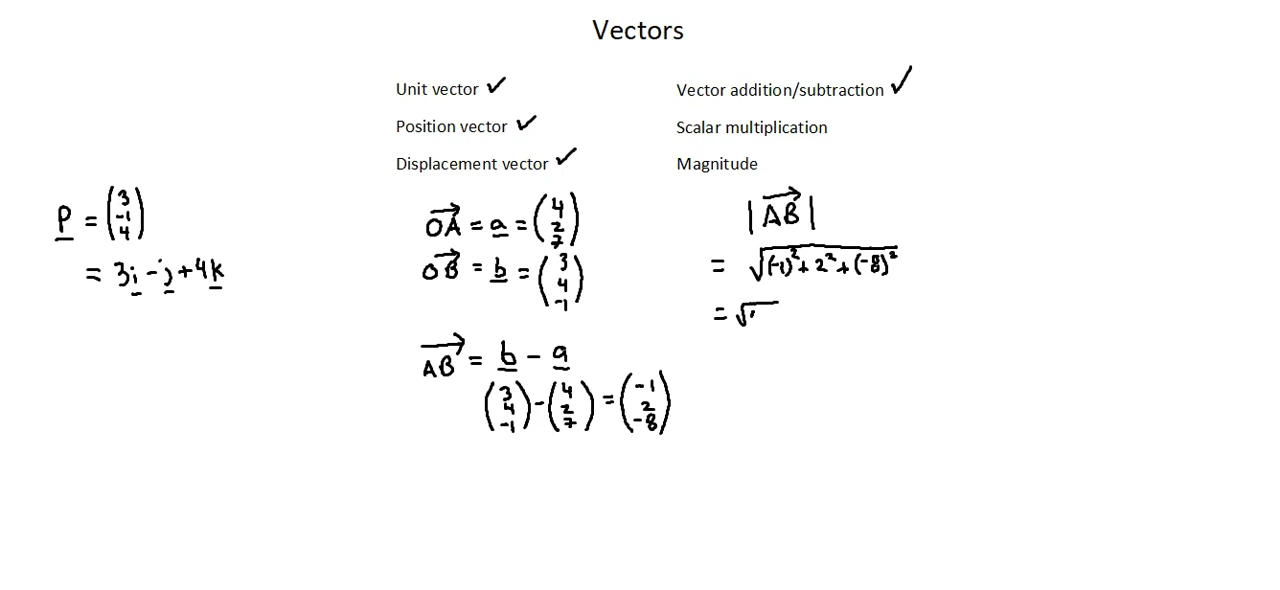 Vectors
Unit vector ✓
Position vector ✓
Displacement vector ✓
Vector addition/subtraction ✓
Scalar multiplication
Magnitude
P = (3 -1 4)
= 3i - j + 4k
OA = a = (4 2 7)
OB = b = (3 4 -1)
AB = b - a
(3 4 -1) - (4 2 7) = (-1 2 -8)
|AB|
= √(-1)² + 2² + (-8)²
= √